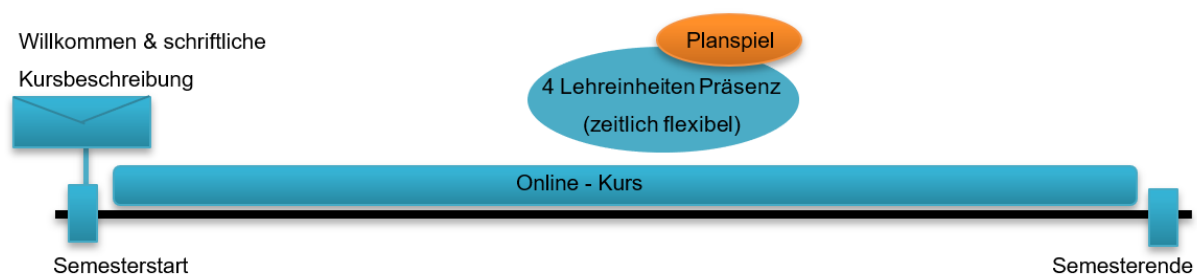 Willkommen & schriftliche
Kursbeschreibung
Planspiel
4 Lehreinheiten Präsenz
(zeitlich flexibel)
Online - Kurs
Semesterstart
Semesterende